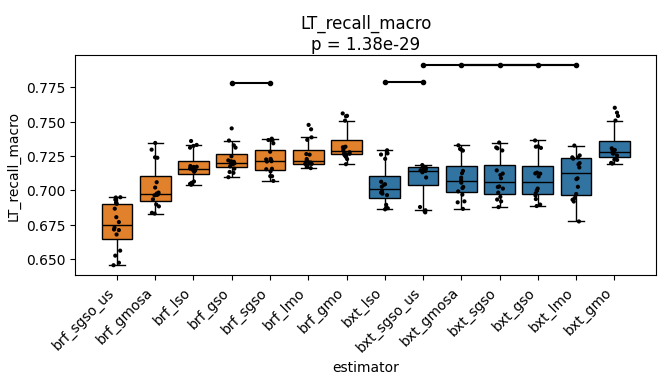 LT_recall_macro
p = 1.38e-29
LT_recall_macro
0.775
0.750
0.725
0.700
0.675
0.650
brf_sgso_us
brf_gmosa
brf_lso
brf_gso
brf_sgso
brf_lmo
brf_gmo
bxt_lso
bxt_sgso_us
bxt_gmosa
bxt_sgso
bxt_gso
bxt_lmo
bxt_gmo
estimator